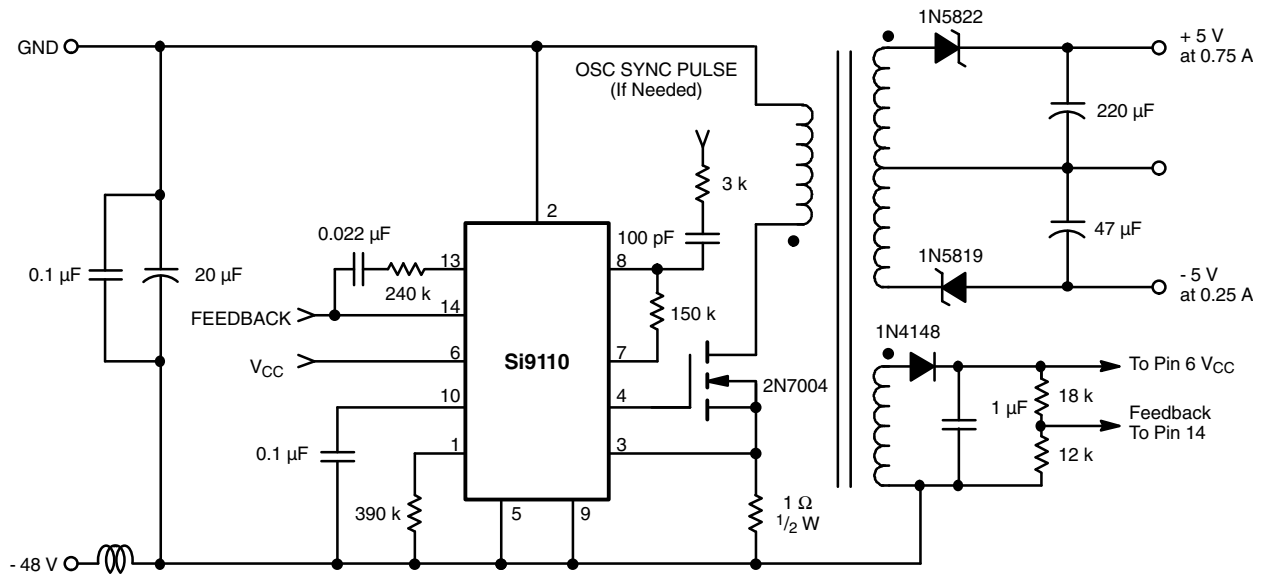 GND
OSC SYNC PULSE
(If Needed)
1N5822
+ 5 V
at 0.75 A
220 µF
3 k
0.1 µF
20 µF
0.022 µF
240 k
FEEDBACK
V_CC
13
14
6
10
1
2
Si9110
8
7
4
3
5
9
100 pF
150 k
2N7004
0.1 µF
390 k
1 Ω
1/2 W
47 µF
1N5819
- 5 V
at 0.25 A
1N4148
To Pin 6 V_CC
1 µF
18 k
Feedback
To Pin 14
12 k
- 48 V